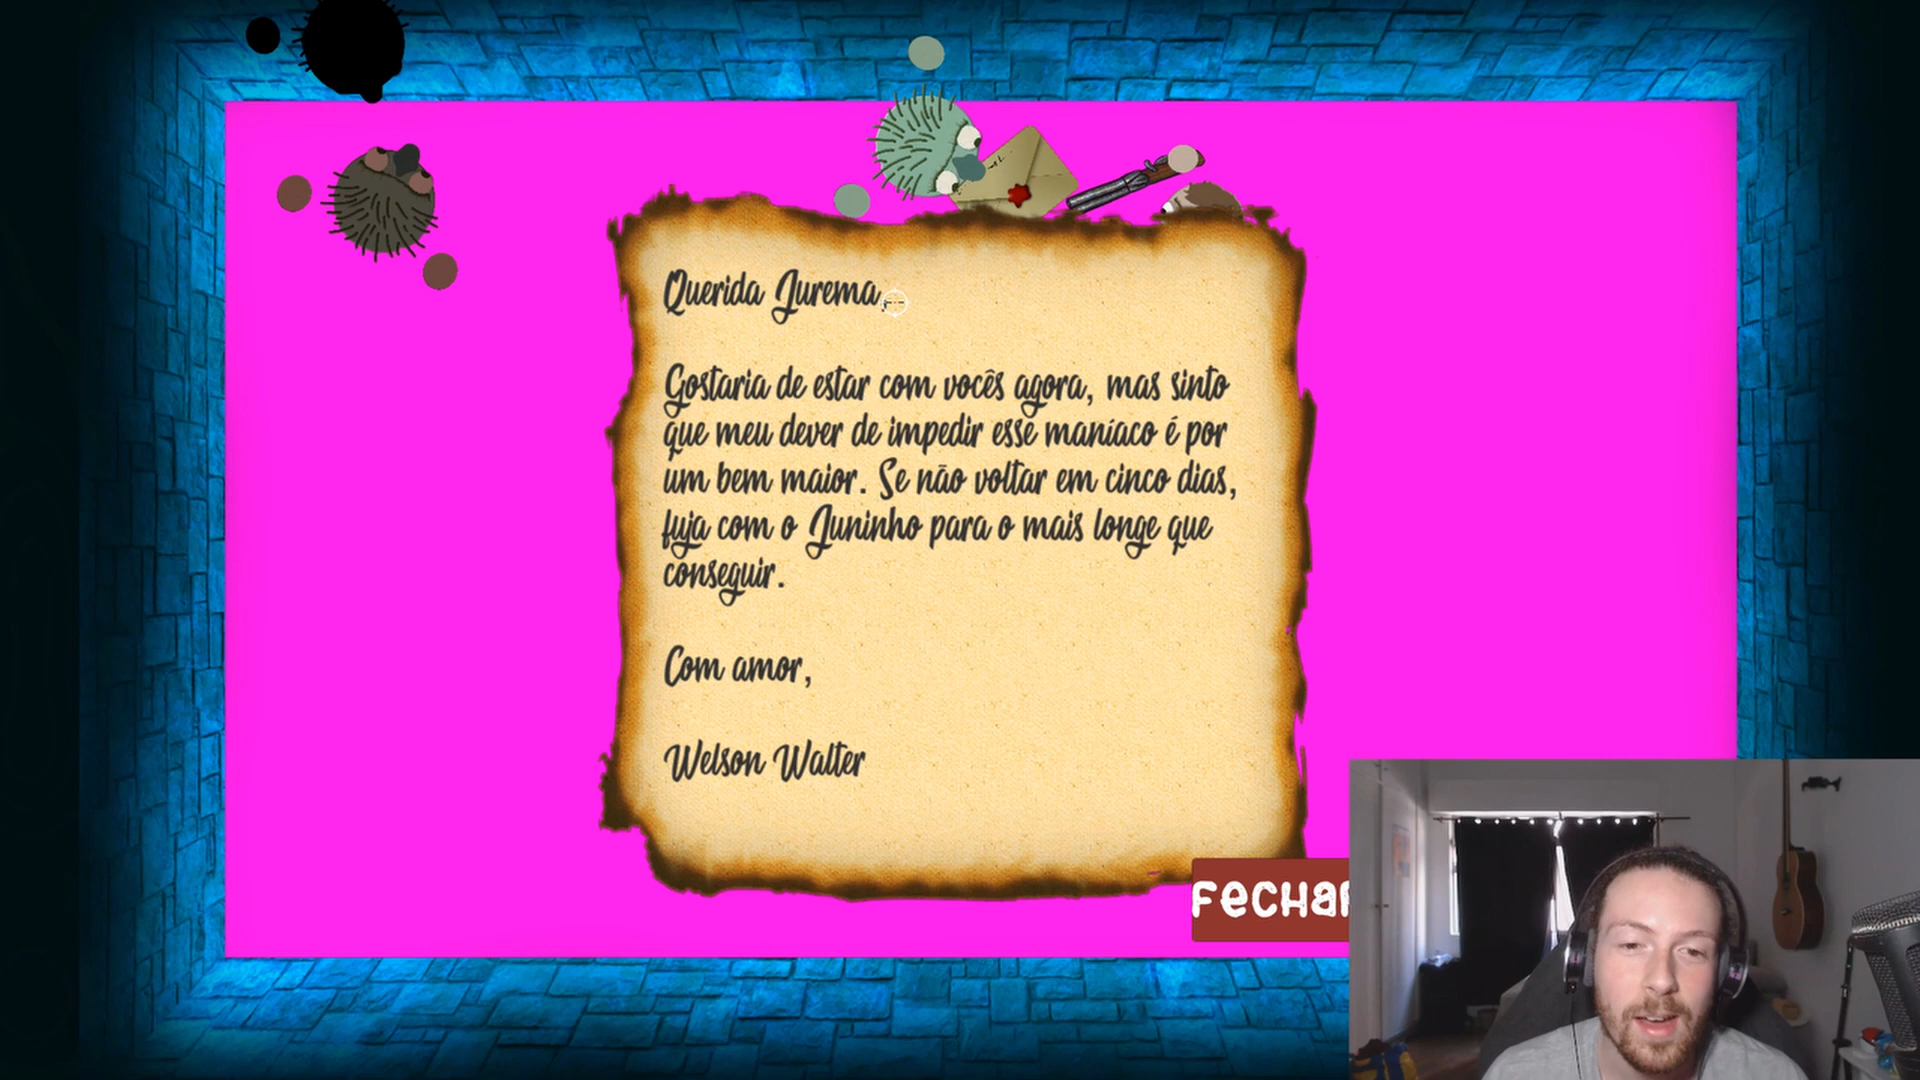 Querida Jurema,
Gostaria de estar com vocês agora, mas sinto
que meu dever de impedir esse maníaco é por
um bem maior. Se não voltar em cinco dias,
fuja com o Juninho para o mais longe que
conseguir.
Com amor,
Welson Walter